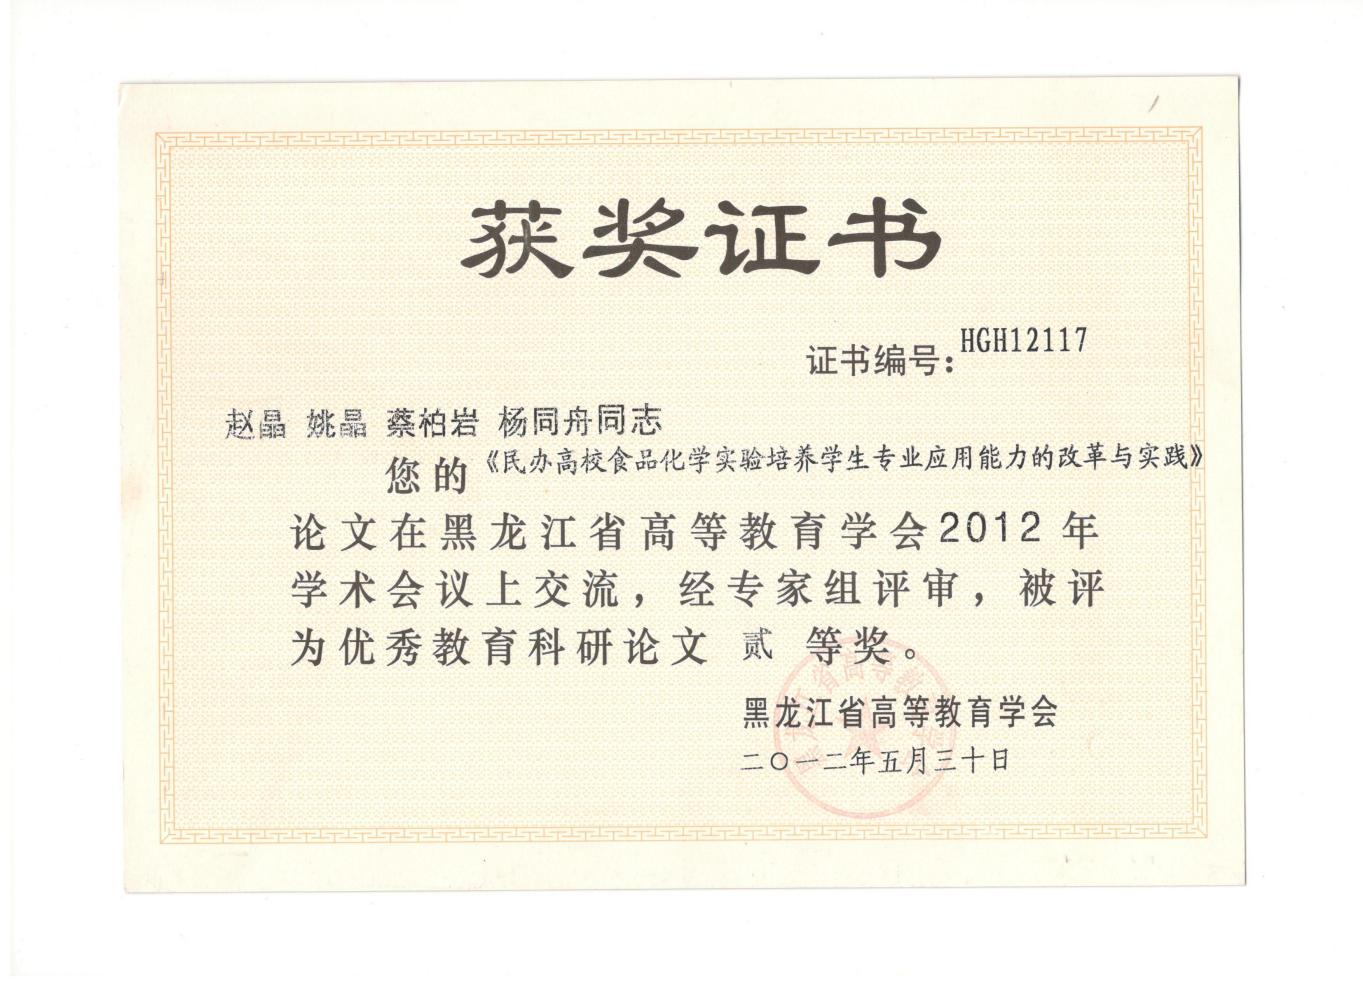 获奖证书
证书编号：HGH12117
赵晶 姚晶 蔡柏岩 杨同舟同志
您的《民办高校食品化学实验培养学生专业应用能力的改革与实践》
论文在黑龙江省高等教育学会2012年
学术会议上交流，经专家组评审，被评
为优秀教育科研论文 贰 等奖。
黑龙江省高等教育学会
二〇一二年五月三十日